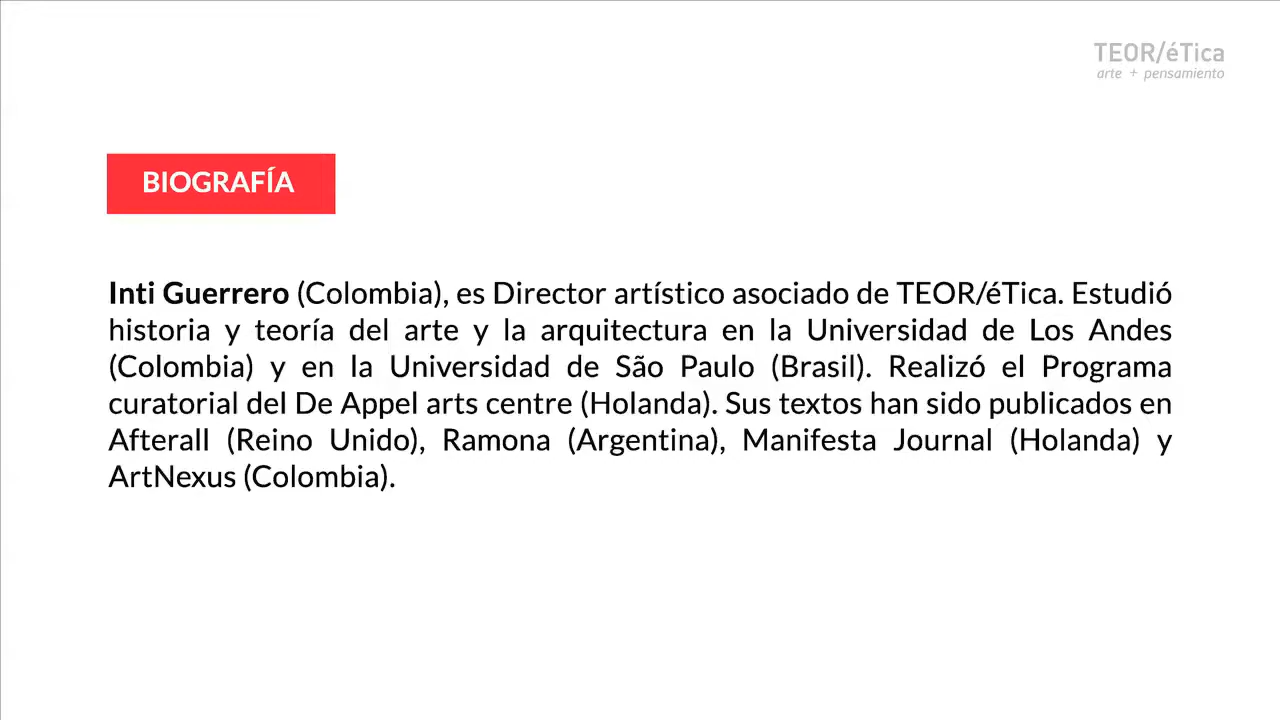 TEOR/éTica
arte + pensamiento
BIOGRAFÍA
Inti Guerrero (Colombia), es Director artístico asociado de TEOR/éTica. Estudió
historia y teoría del arte y la arquitectura en la Universidad de Los Andes
(Colombia) y en la Universidad de São Paulo (Brasil). Realizó el Programa
curatorial del De Appel arts centre (Holanda). Sus textos han sido publicados en
Afterall (Reino Unido), Ramona (Argentina), Manifesta Journal (Holanda) y
ArtNexus (Colombia).